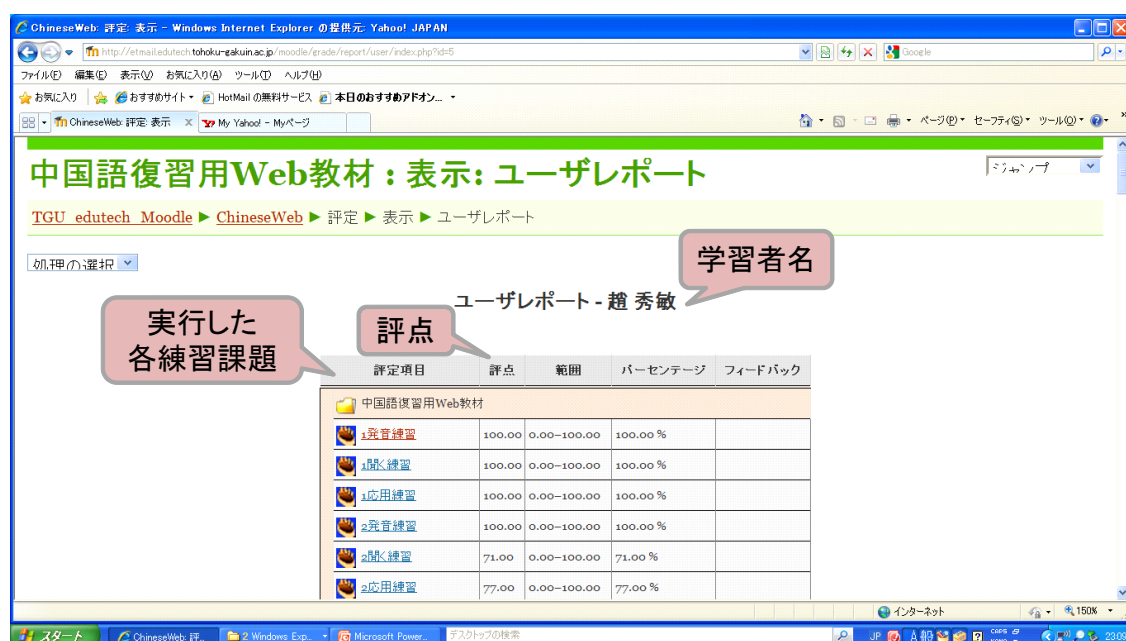 ChineseWeb: 評定: 表示 - Windows Internet Explorer の提供元: Yahoo! JAPAN
http://etmail.edutech.tohoku-gakuin.ac.jp/moodle/grade/report/user/index.php?id=5
Google
ファイル(F) 編集(E) 表示(V) お気に入り(A) ツール(T) ヘルプ(H)
お気に入り おすすめサイト HotMail の無料サービス 本日のおすすめアドオン...
ChineseWeb: 評定: 表示 X My Yahoo! - Myページ ページ(P) セーフティ(S) ツール(O)
中国語復習用Web教材 : 表示: ユーザレポート
ジャンプ
TGU edutech Moodle ▶ ChineseWeb ▶ 評定 ▶ 表示 ▶ ユーザレポート
処理の選択
学習者名
ユーザレポート - 趙 秀敏
実行した
各練習課題
評点
評定項目 評点 範囲 パーセンテージ フィードバック
中国語復習用Web教材
1発音練習 100.00 0.00–100.00 100.00 %
1聞く練習 100.00 0.00–100.00 100.00 %
1応用練習 100.00 0.00–100.00 100.00 %
2発音練習 100.00 0.00–100.00 100.00 %
2聞く練習 71.00 0.00–100.00 71.00 %
2応用練習 77.00 0.00–100.00 77.00 %
インターネット 150%
スタート ChineseWeb: 評... 2 Windows Exp... Microsoft Power... デスクトップの検索 JP A 般 CAPS 23:09